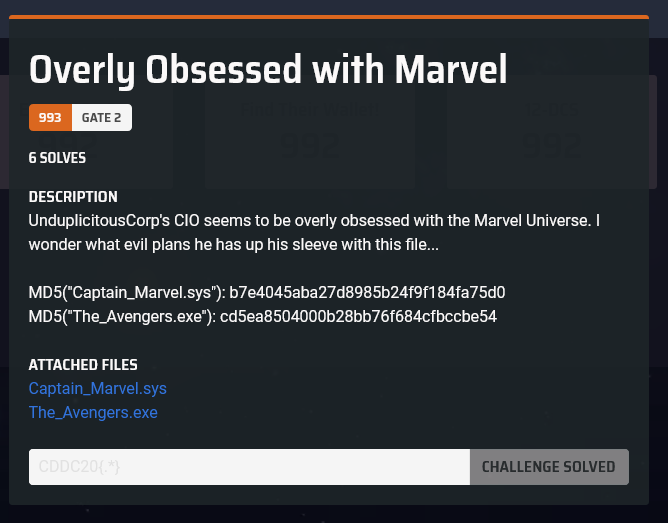 Overly Obsessed with Marvel
993 GATE 2
6 SOLVES
DESCRIPTION
UnduplicitousCorp's CIO seems to be overly obsessed with the Marvel Universe. I
wonder what evil plans he has up his sleeve with this file...
MD5("Captain_Marvel.sys"): b7e4045aba27d8985b24f9f184fa75d0
MD5("The_Avengers.exe"): cd5ea8504000b28bb76f684cfbccbe54
ATTACHED FILES
Captain_Marvel.sys
The_Avengers.exe
CDDC20{.*} CHALLENGE SOLVED